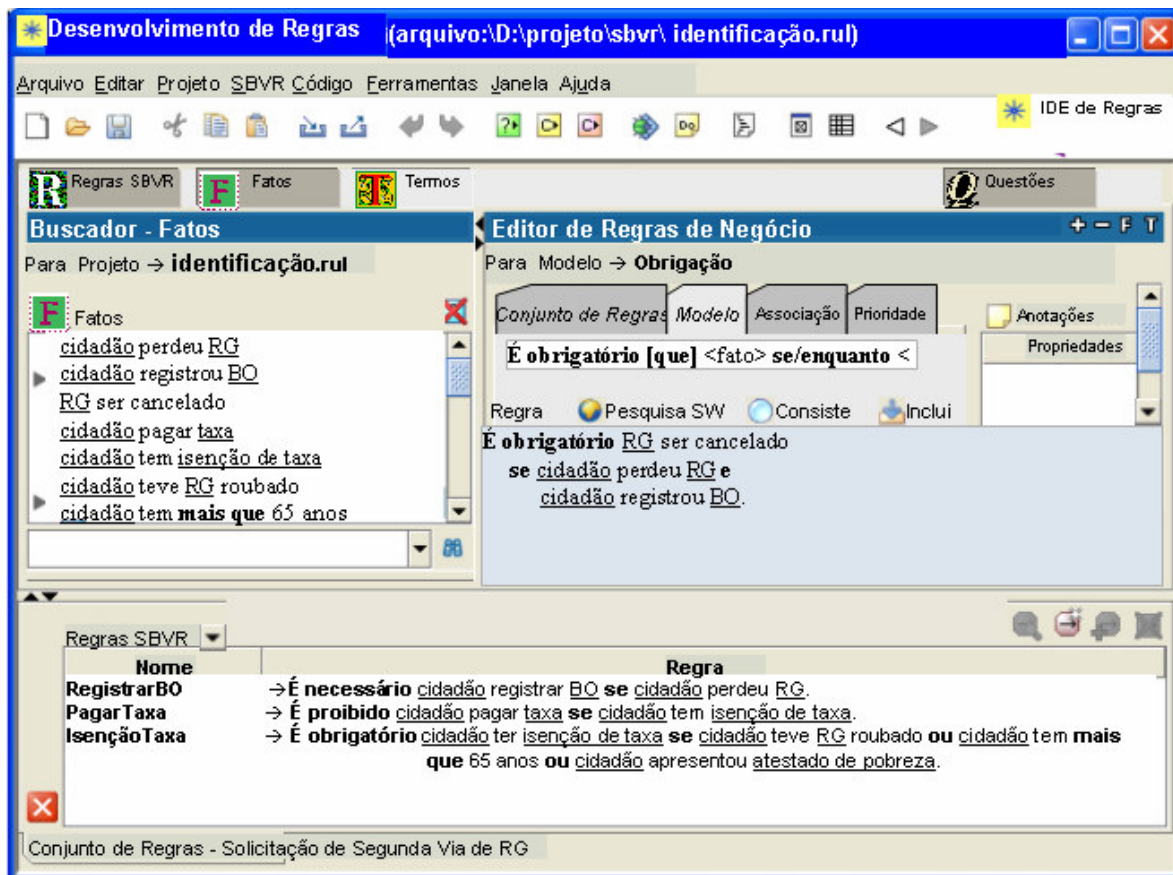 Desenvolvimento de Regras (arquivo:\D:\projeto\sbvr\ identificação.rul)
Arquivo Editar Projeto SBVR Código Ferramentas Janela Ajuda
IDE de Regras
R Regras SBVR F Fatos T Termos Q Questões
Buscador - Fatos
Para Projeto → identificação.rul
F Fatos
cidadão perdeu RG
cidadão registrou BO
RG ser cancelado
cidadão pagar taxa
cidadão tem isenção de taxa
cidadão teve RG roubado
cidadão tem mais que 65 anos
Editor de Regras de Negócio + − F T
Para Modelo → Obrigação
Conjunto de Regras Modelo Associação Prioridade
Anotações
Propriedades
É obrigatório [que] <fato> se/enquanto <
Regra Pesquisa SW Consiste Inclui
É obrigatório RG ser cancelado
se cidadão perdeu RG e
cidadão registrou BO.
Regras SBVR
Nome Regra
RegistrarBO → É necessário cidadão registrar BO se cidadão perdeu RG.
PagarTaxa → É proibido cidadão pagar taxa se cidadão tem isenção de taxa.
IsençãoTaxa → É obrigatório cidadão ter isenção de taxa se cidadão teve RG roubado ou cidadão tem mais
que 65 anos ou cidadão apresentou atestado de pobreza.
Conjunto de Regras - Solicitação de Segunda Via de RG